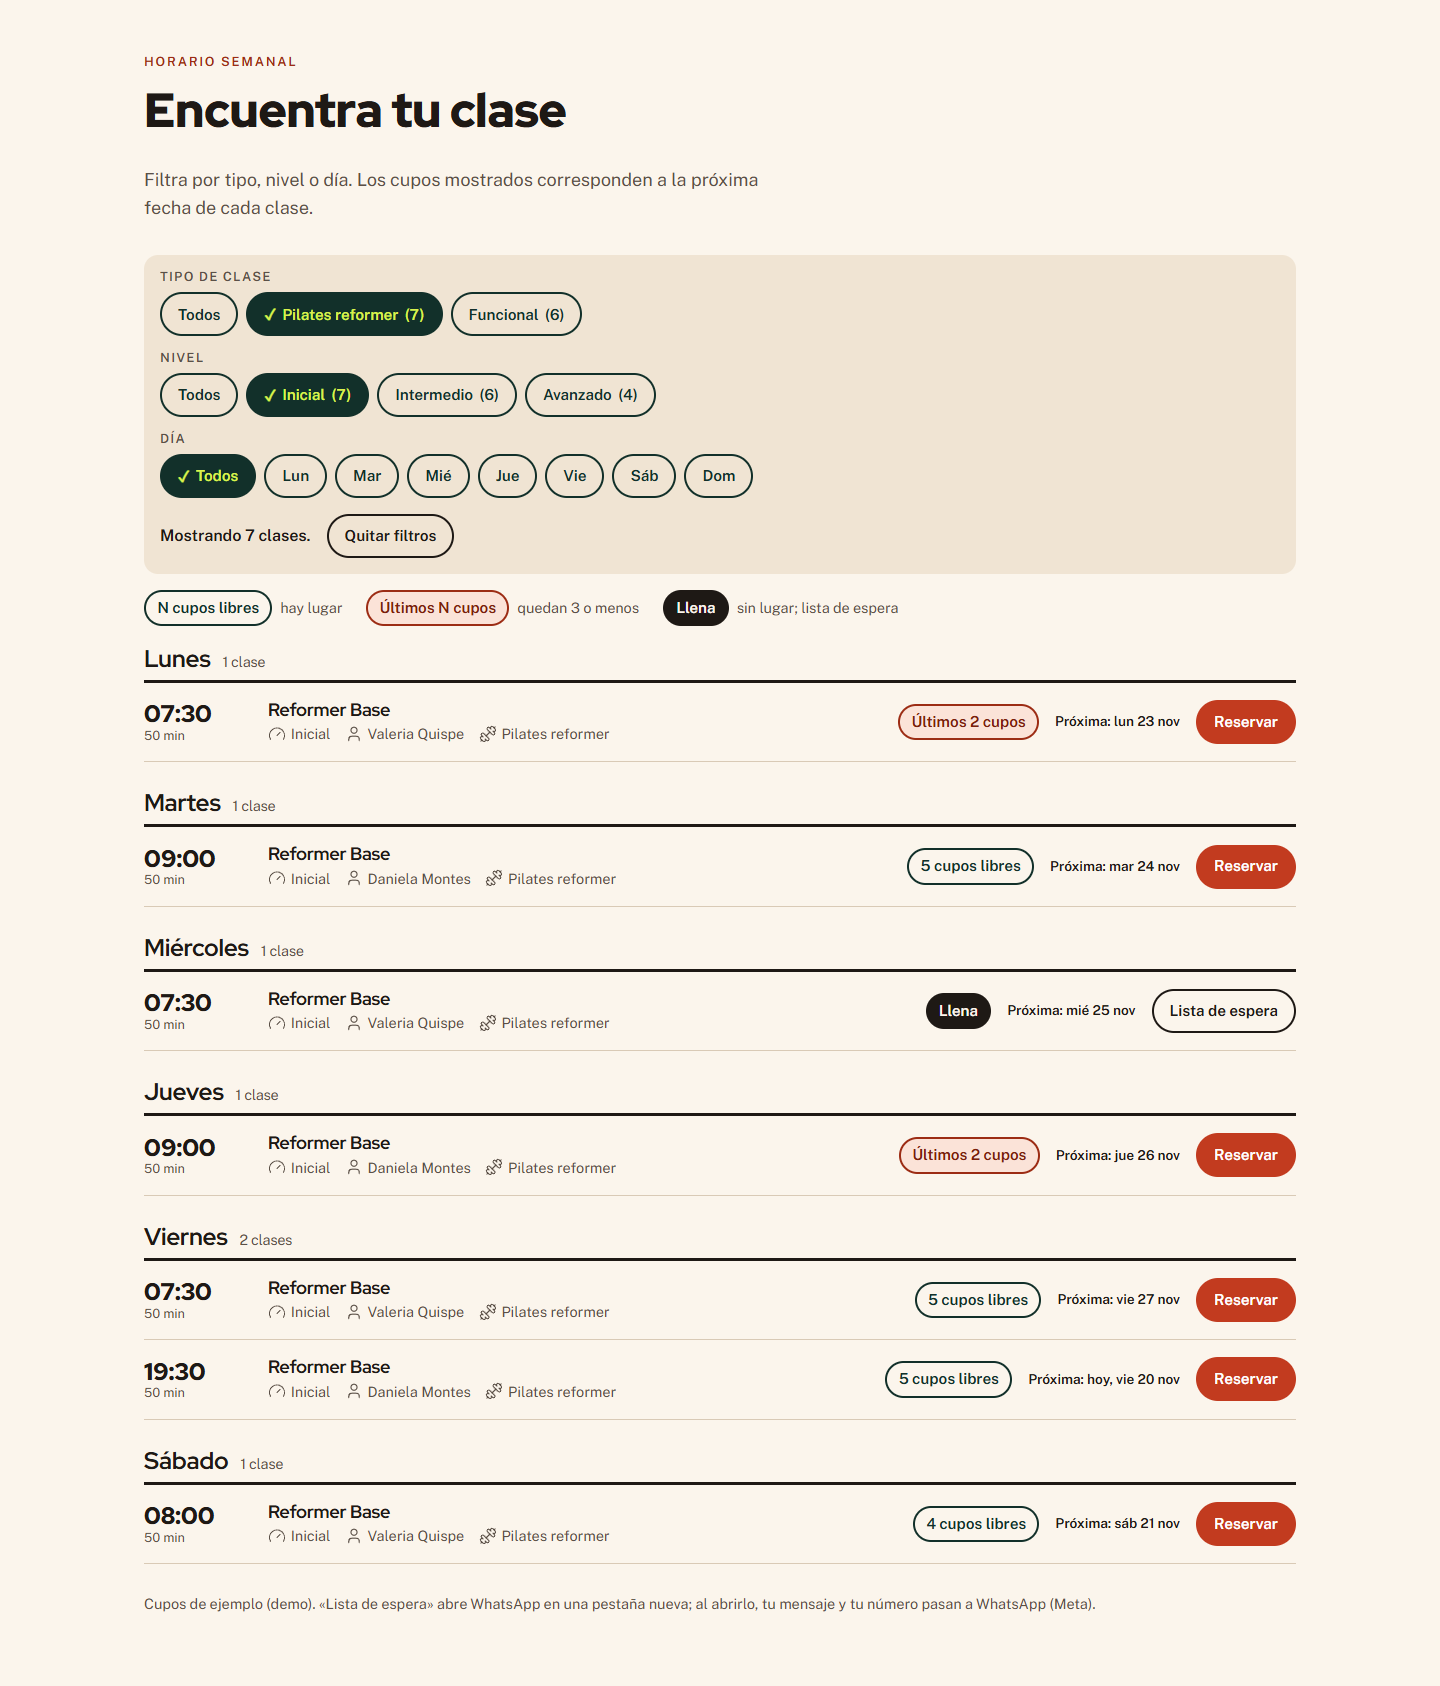 HORARIO SEMANAL
Encuentra tu clase
Filtra por tipo, nivel o día. Los cupos mostrados corresponden a la próxima
fecha de cada clase.
TIPO DE CLASE
Todos ✓ Pilates reformer (7) Funcional (6)
NIVEL
Todos ✓ Inicial (7) Intermedio (6) Avanzado (4)
DÍA
✓ Todos Lun Mar Mié Jue Vie Sáb Dom
Mostrando 7 clases. Quitar filtros
N cupos libres hay lugar Últimos N cupos quedan 3 o menos Llena sin lugar; lista de espera
Lunes 1 clase
07:30 Reformer Base
50 min Inicial Valeria Quispe Pilates reformer
Últimos 2 cupos Próxima: lun 23 nov Reservar
Martes 1 clase
09:00 Reformer Base
50 min Inicial Daniela Montes Pilates reformer
5 cupos libres Próxima: mar 24 nov Reservar
Miércoles 1 clase
07:30 Reformer Base
50 min Inicial Valeria Quispe Pilates reformer
Llena Próxima: mié 25 nov Lista de espera
Jueves 1 clase
09:00 Reformer Base
50 min Inicial Daniela Montes Pilates reformer
Últimos 2 cupos Próxima: jue 26 nov Reservar
Viernes 2 clases
07:30 Reformer Base
50 min Inicial Valeria Quispe Pilates reformer
5 cupos libres Próxima: vie 27 nov Reservar
19:30 Reformer Base
50 min Inicial Daniela Montes Pilates reformer
5 cupos libres Próxima: hoy, vie 20 nov Reservar
Sábado 1 clase
08:00 Reformer Base
50 min Inicial Valeria Quispe Pilates reformer
4 cupos libres Próxima: sáb 21 nov Reservar
Cupos de ejemplo (demo). «Lista de espera» abre WhatsApp en una pestaña nueva; al abrirlo, tu mensaje y tu número pasan a WhatsApp (Meta).